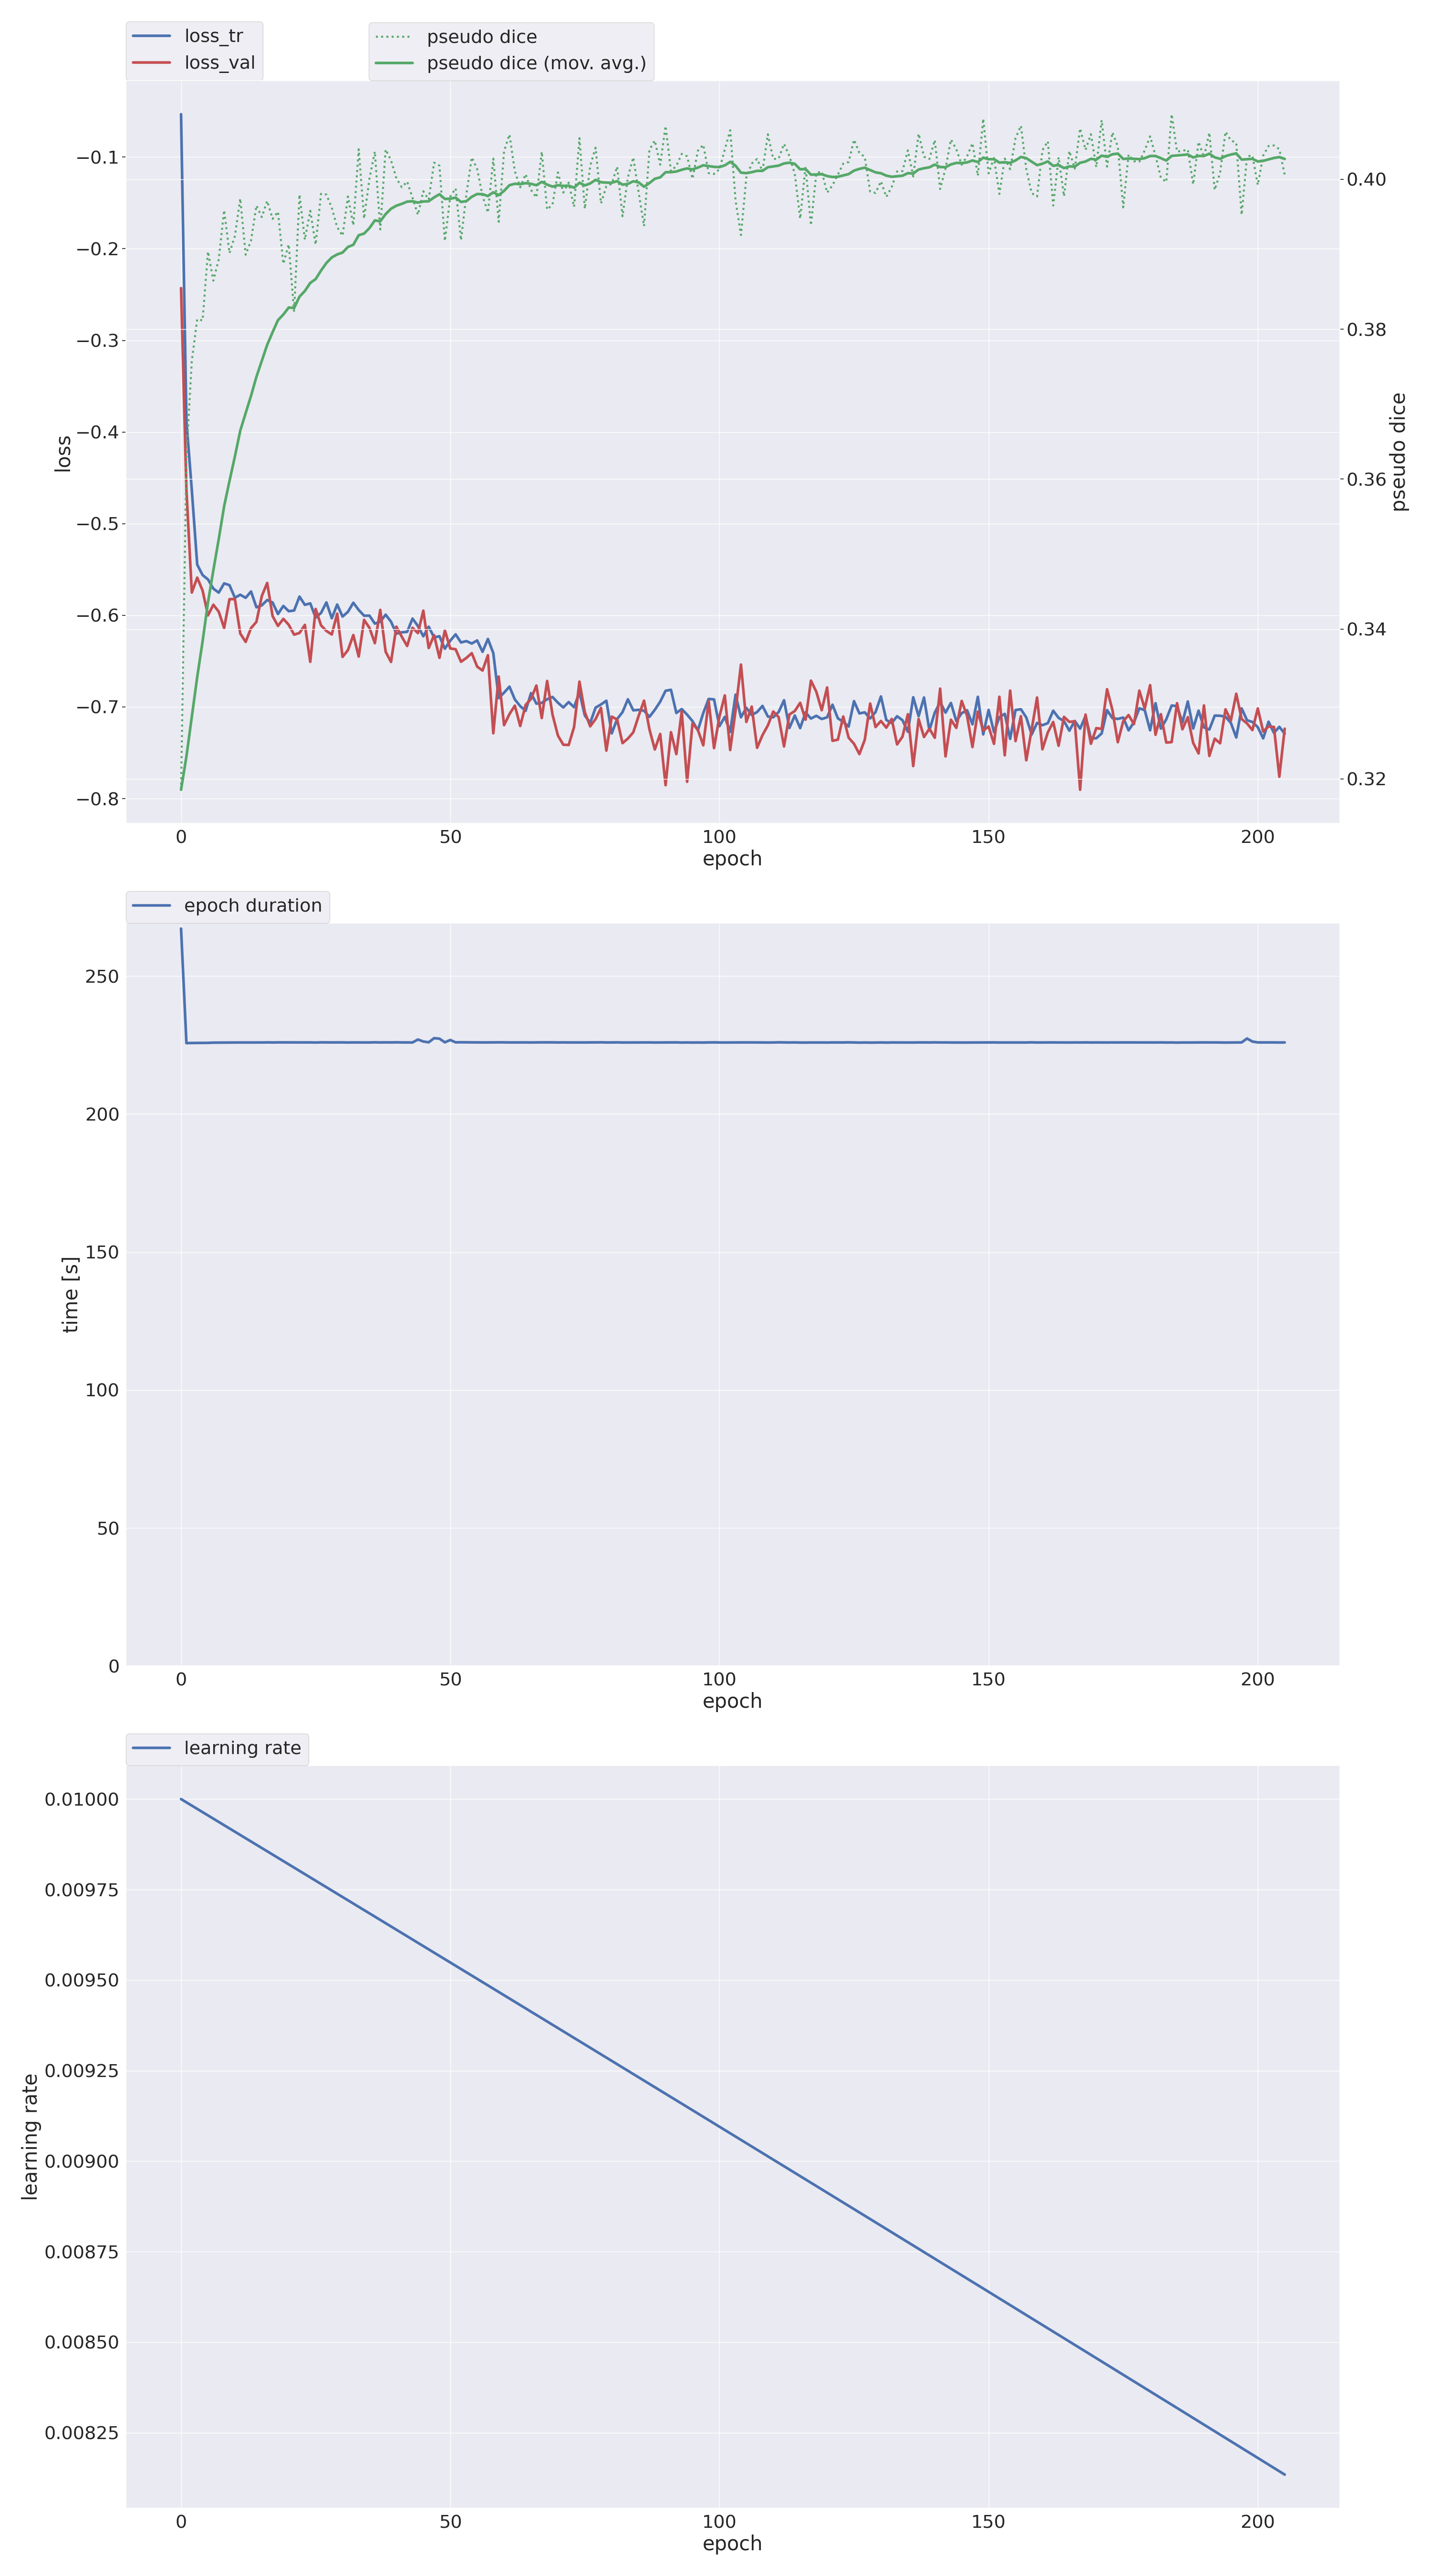 loss_tr
loss_val
pseudo dice
pseudo dice (mov. avg.)
−0.1
−0.2
−0.3
−0.4
−0.5
−0.6
−0.7
−0.8
loss
0.40
0.38
0.36
0.34
0.32
pseudo dice
0 50 100 150 200
epoch
epoch duration
250
200
150
100
50
0
time [s]
0 50 100 150 200
epoch
learning rate
0.01000
0.00975
0.00950
0.00925
0.00900
0.00875
0.00850
0.00825
learning rate
0 50 100 150 200
epoch